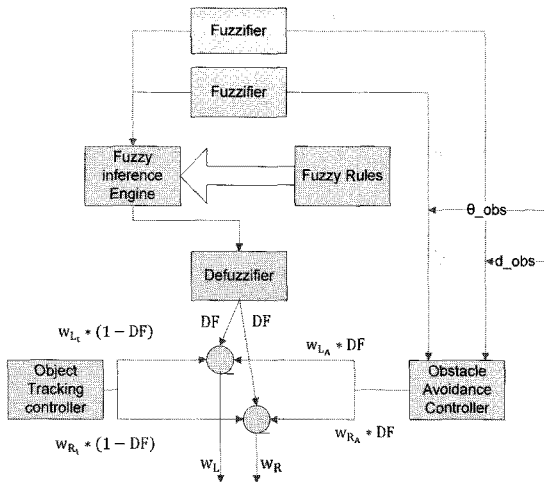 Fuzzifier
Fuzzifier
Fuzzy
inference
Engine
Fuzzy Rules
θ_obs
d_obs
Defuzzifier
DF
DF
w_{L_t} * (1 − DF)
w_{L_A} * DF
Object
Tracking
controller
Obstacle
Avoidance
Controller
w_{R_t} * (1 − DF)
w_{R_A} * DF
w_L
w_R